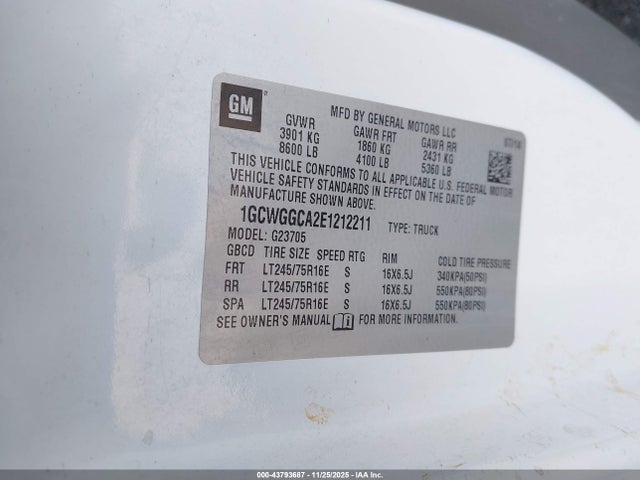 GM
MFD BY GENERAL MOTORS LLC
GVWR GAWR FRT GAWR RR
3901 KG 1860 KG 2431 KG
8600 LB 4100 LB 5360 LB
THIS VEHICLE CONFORMS TO ALL APPLICABLE U.S. FEDERAL MOTOR
VEHICLE SAFETY STANDARDS IN EFFECT ON THE DATE OF
MANUFACTURE SHOWN ABOVE.
1GCWGGCA2E1212211 TYPE: TRUCK
MODEL: G23705
GBCD TIRE SIZE SPEED RTG RIM COLD TIRE PRESSURE
FRT LT245/75R16E S 16X6.5J 340KPA(50PSI)
RR LT245/75R16E S 16X6.5J 550KPA(80PSI)
SPA LT245/75R16E S 16X6.5J 550KPA(80PSI)
SEE OWNER'S MANUAL FOR MORE INFORMATION.
000-43793687 - 11/25/2025 - IAAI, Inc.